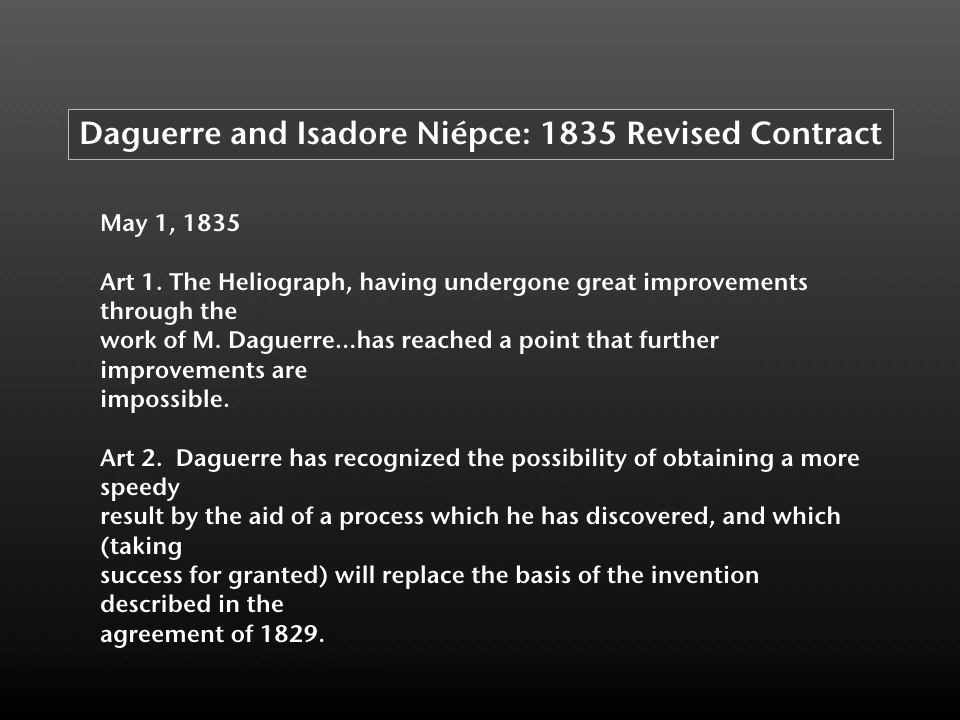 Daguerre and Isadore Niépce: 1835 Revised Contract
May 1, 1835
Art 1. The Heliograph, having undergone great improvements
through the
work of M. Daguerre...has reached a point that further
improvements are
impossible.
Art 2.  Daguerre has recognized the possibility of obtaining a more
speedy
result by the aid of a process which he has discovered, and which
(taking
success for granted) will replace the basis of the invention
described in the
agreement of 1829.